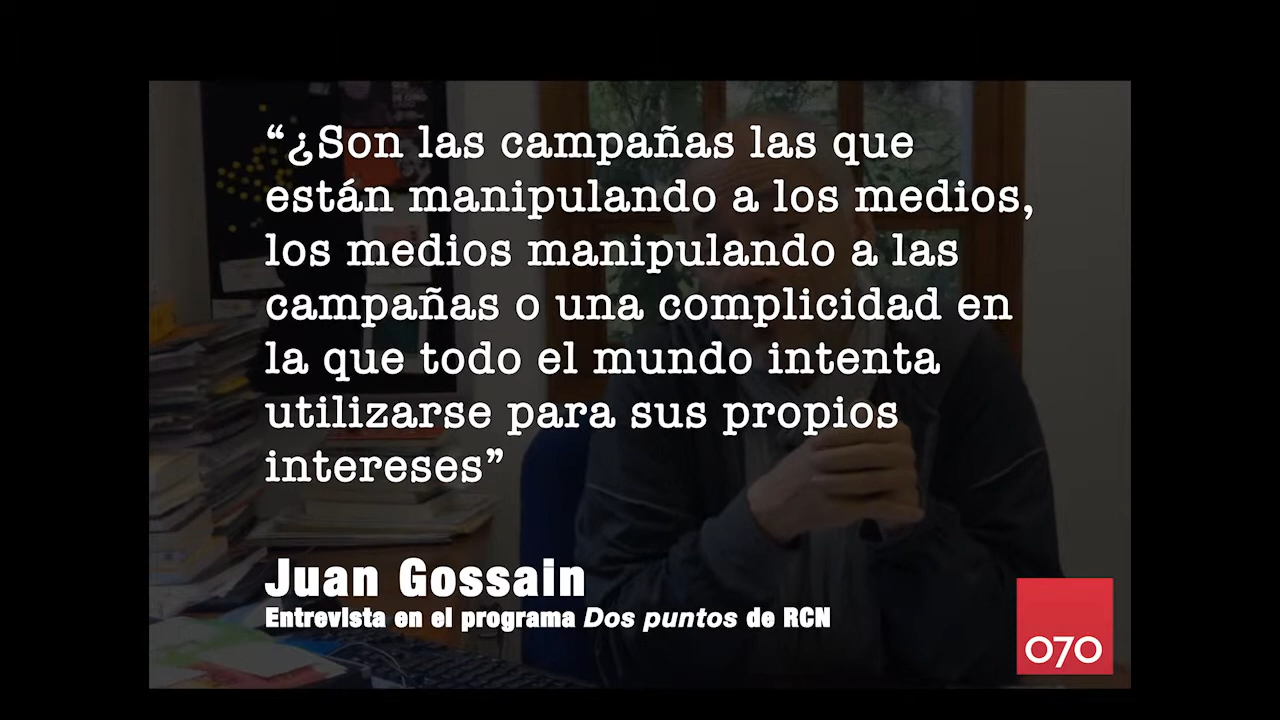 “¿Son las campañas las que
están manipulando a los medios,
los medios manipulando a las
campañas o una complicidad en
la que todo el mundo intenta
utilizarse para sus propios
intereses”
Juan Gossain
Entrevista en el programa Dos puntos de RCN
070